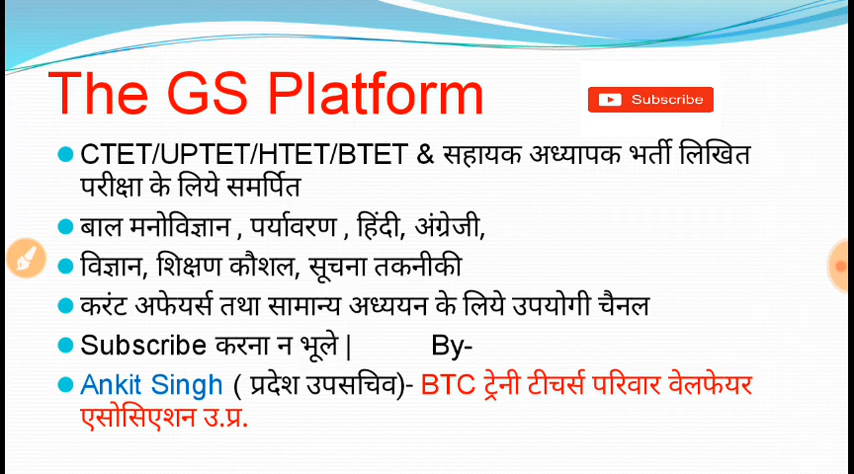 The GS Platform
Subscribe
CTET/UPTET/HTET/BTET & सहायक अध्यापक भर्ती लिखित
परीक्षा के लिये समर्पित
बाल मनोविज्ञान , पर्यावरण , हिंदी, अंग्रेजी,
विज्ञान, शिक्षण कौशल, सूचना तकनीकी
करंट अफेयर्स तथा सामान्य अध्ययन के लिये उपयोगी चैनल
Subscribe करना न भूले | By-
Ankit Singh ( प्रदेश उपसचिव)- BTC ट्रेनी टीचर्स परिवार वेलफेयर
एसोसिएशन उ.प्र.